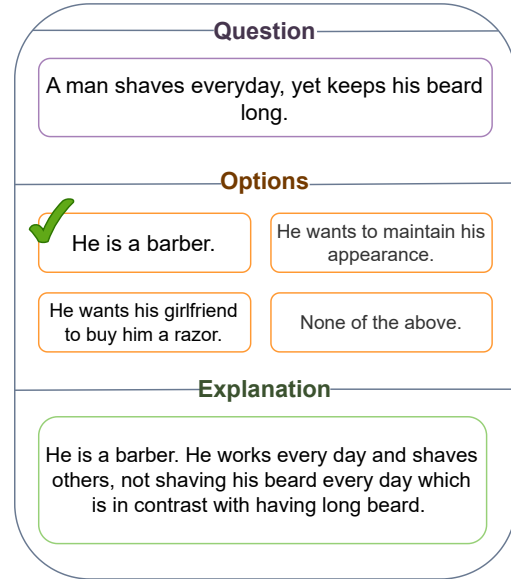 Question
A man shaves everyday, yet keeps his beard
long.
Options
He is a barber.
He wants to maintain his
appearance.
He wants his girlfriend
to buy him a razor.
None of the above.
Explanation
He is a barber. He works every day and shaves
others, not shaving his beard every day which
is in contrast with having long beard.